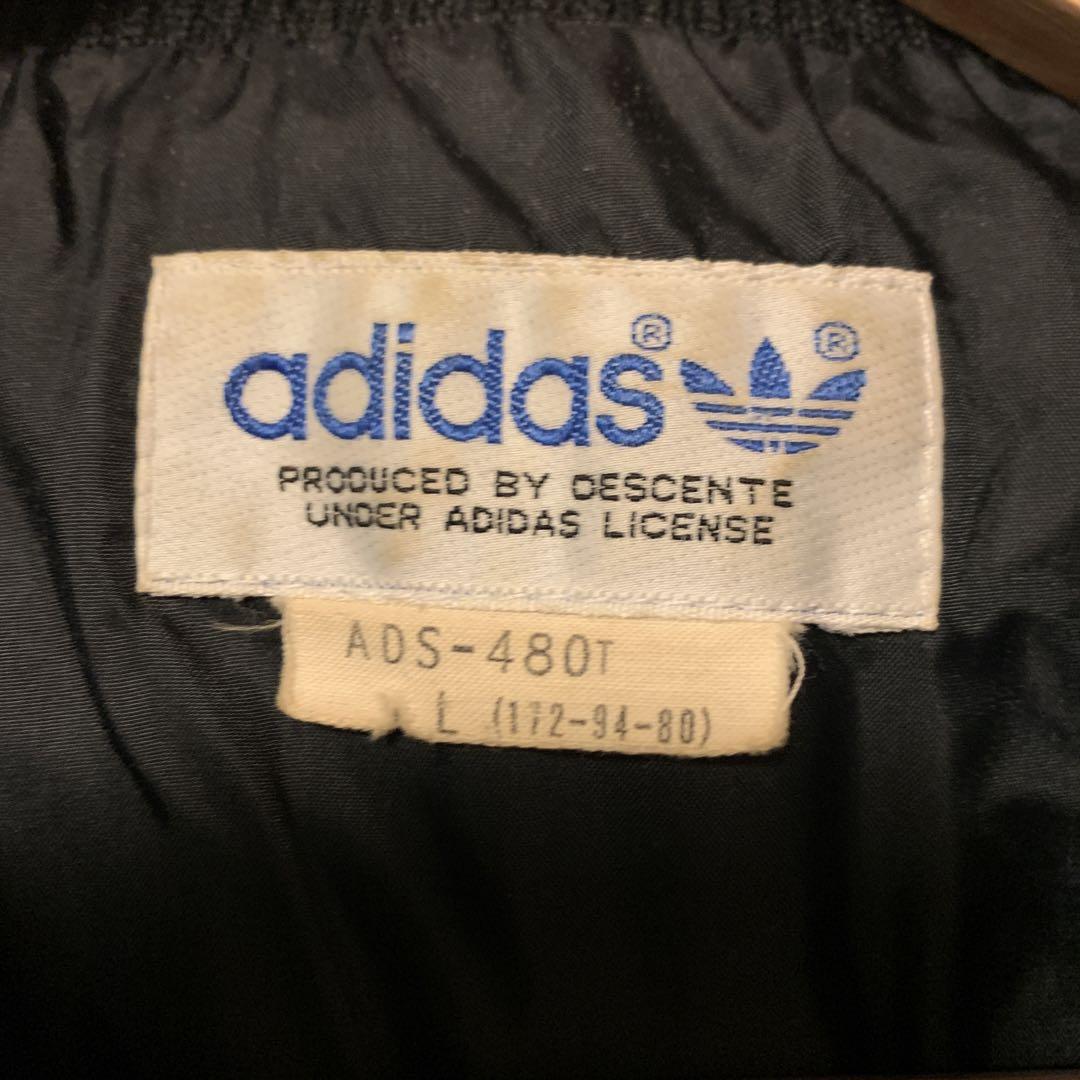 adidas®
®
PRODUCED BY DESCENTE
UNDER ADIDAS LICENSE
ADS-480T
L (172-94-80)